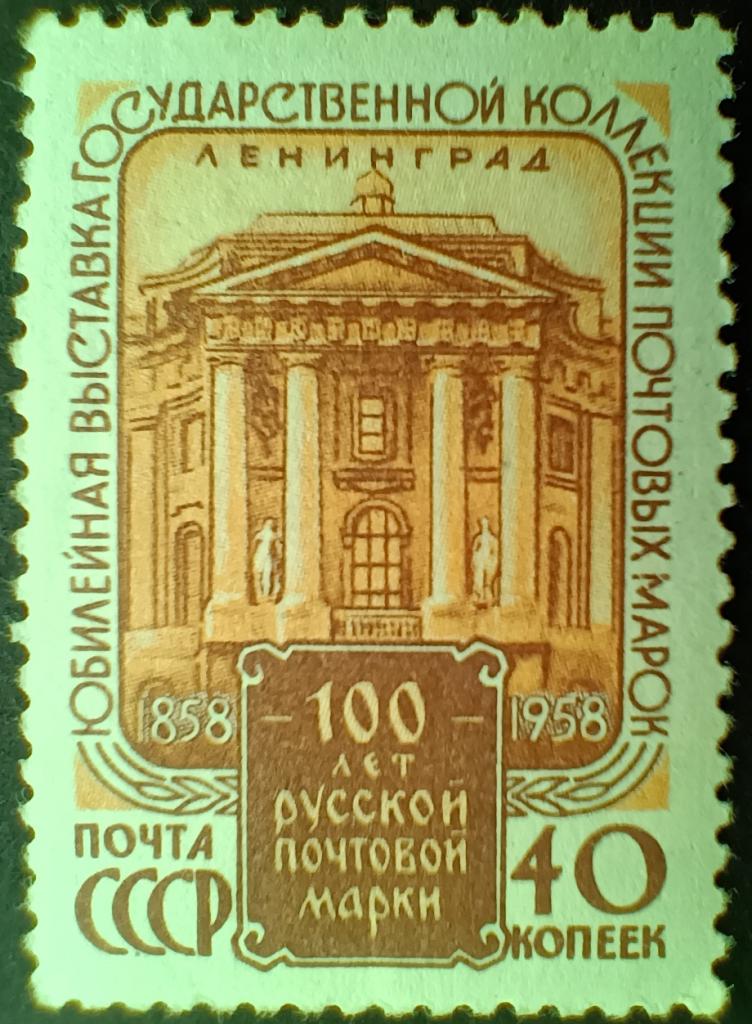 ЮБИЛЕЙНАЯ ВЫСТАВКА ГОСУДАРСТВЕННОЙ КОЛЛЕКЦИИ ПОЧТОВЫХ МАРОК
ЛЕНИНГРАД
1858 1958
- 100 -
ЛЕТ
РУССКОЙ
ПОЧТОВОЙ
МАРКИ
ПОЧТА
СССР
40
КОПЕЕК